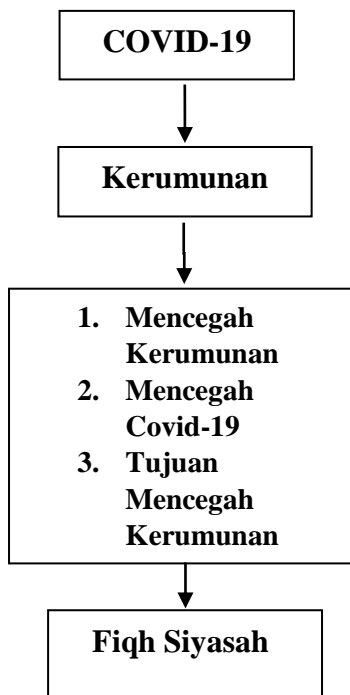 COVID-19
Kerumunan
1. Mencegah
Kerumunan
2. Mencegah
Covid-19
3. Tujuan
Mencegah
Kerumunan
Fiqh Siyasah